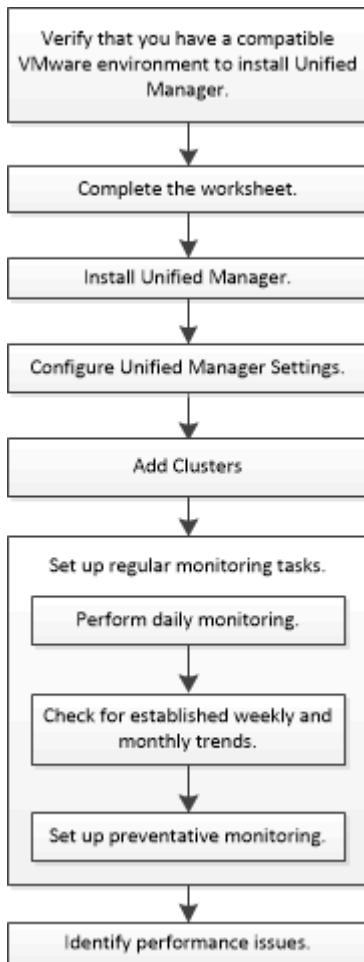 Verify that you have a compatible
VMware environment to install Unified
Manager.
Complete the worksheet.
Install Unified Manager.
Configure Unified Manager Settings.
Add Clusters
Set up regular monitoring tasks.
Perform daily monitoring.
Check for established weekly and
monthly trends.
Set up preventative monitoring.
Identify performance issues.